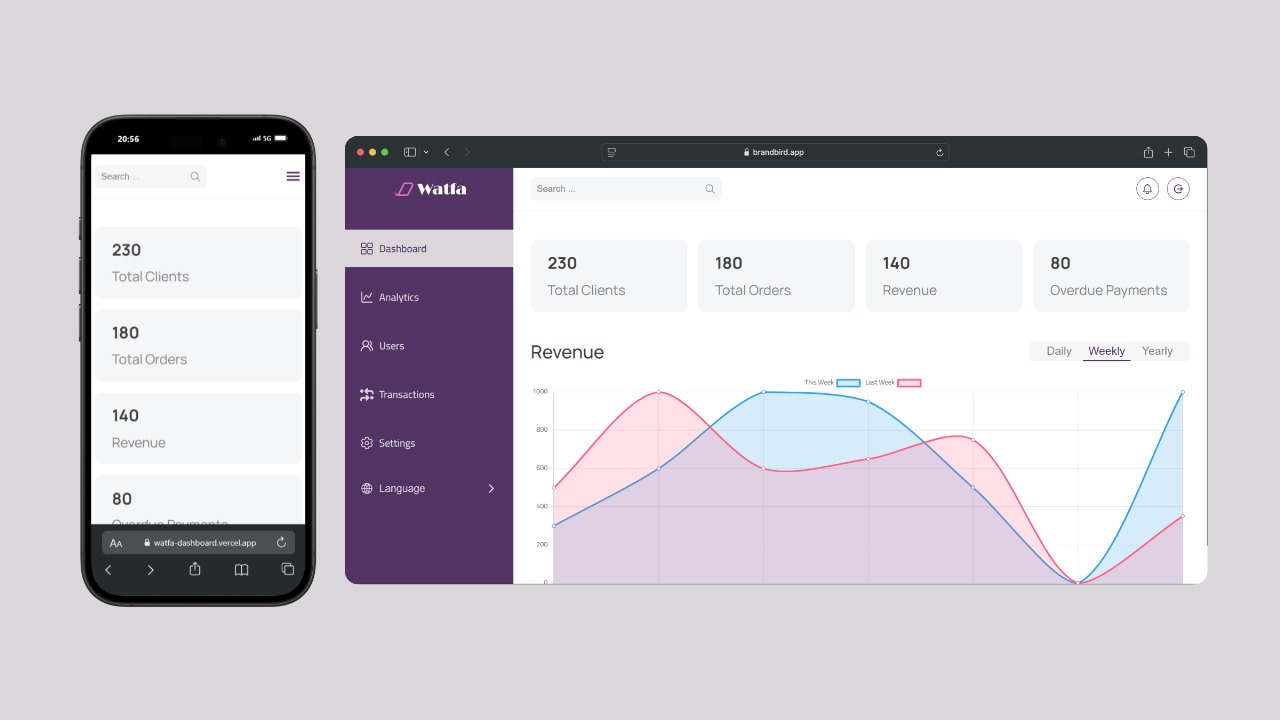 20:56
5G
Search ...
230
Total Clients
180
Total Orders
140
Revenue
80
Overdue Payments
AA
watfa-dashboard.vercel.app
brandbird.app
Watfa
Search ...
Dashboard
Analytics
Users
Transactions
Settings
Language
230
Total Clients
180
Total Orders
140
Revenue
80
Overdue Payments
Revenue
Daily Weekly Yearly
This Week Last Week
1000
800
600
400
200
0